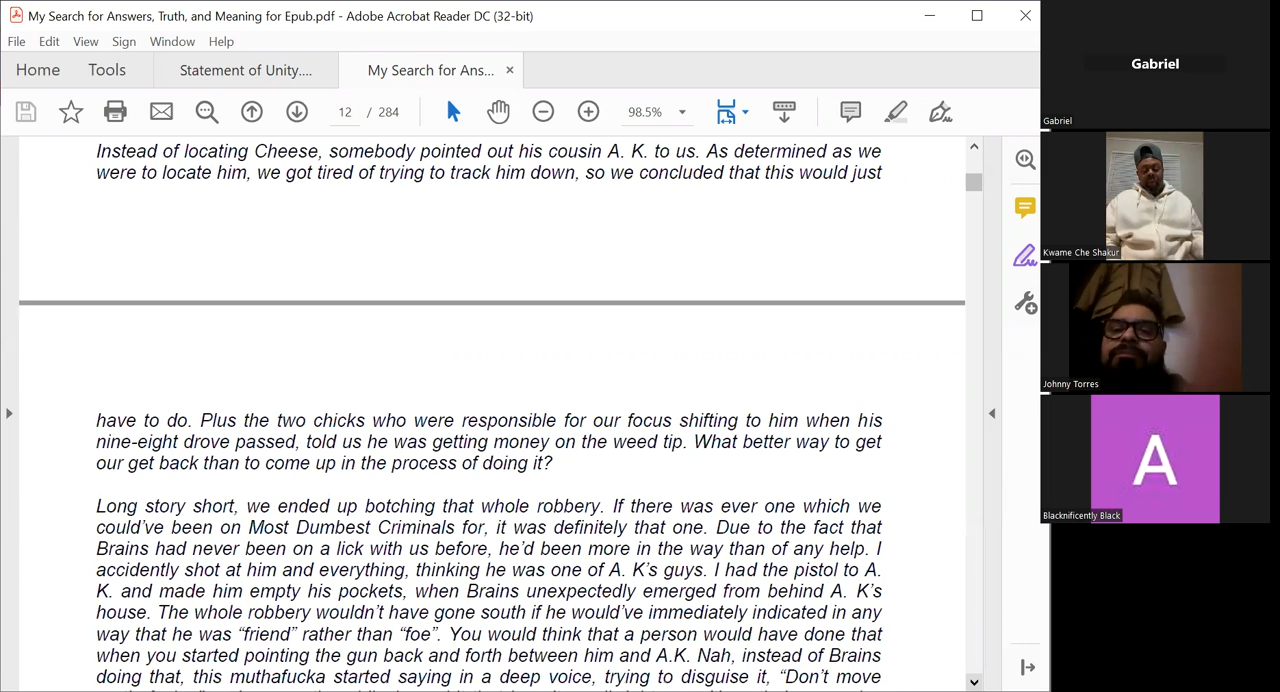 My Search for Answers, Truth, and Meaning for Epub.pdf - Adobe Acrobat Reader DC (32-bit)
File Edit View Sign Window Help
Home Tools Statement of Unity.... My Search for Ans... ×
12 / 284 98.5%
Instead of locating Cheese, somebody pointed out his cousin A. K. to us. As determined as we
were to locate him, we got tired of trying to track him down, so we concluded that this would just
have to do. Plus the two chicks who were responsible for our focus shifting to him when his
nine-eight drove passed, told us he was getting money on the weed tip. What better way to get
our get back than to come up in the process of doing it?
Long story short, we ended up botching that whole robbery. If there was ever one which we
could've been on Most Dumbest Criminals for, it was definitely that one. Due to the fact that
Brains had never been on a lick with us before, he'd been more in the way than of any help. I
accidently shot at him and everything, thinking he was one of A. K's guys. I had the pistol to A.
K. and made him empty his pockets, when Brains unexpectedly emerged from behind A. K's
house. The whole robbery wouldn't have gone south if he would've immediately indicated in any
way that he was "friend" rather than "foe". You would think that a person would have done that
when you started pointing the gun back and forth between him and A.K. Nah, instead of Brains
doing that, this muthafucka started saying in a deep voice, trying to disguise it, "Don't move
Gabriel
Gabriel
Kwame Che Shakur
Johnny Torres
A
Blacknificently Black